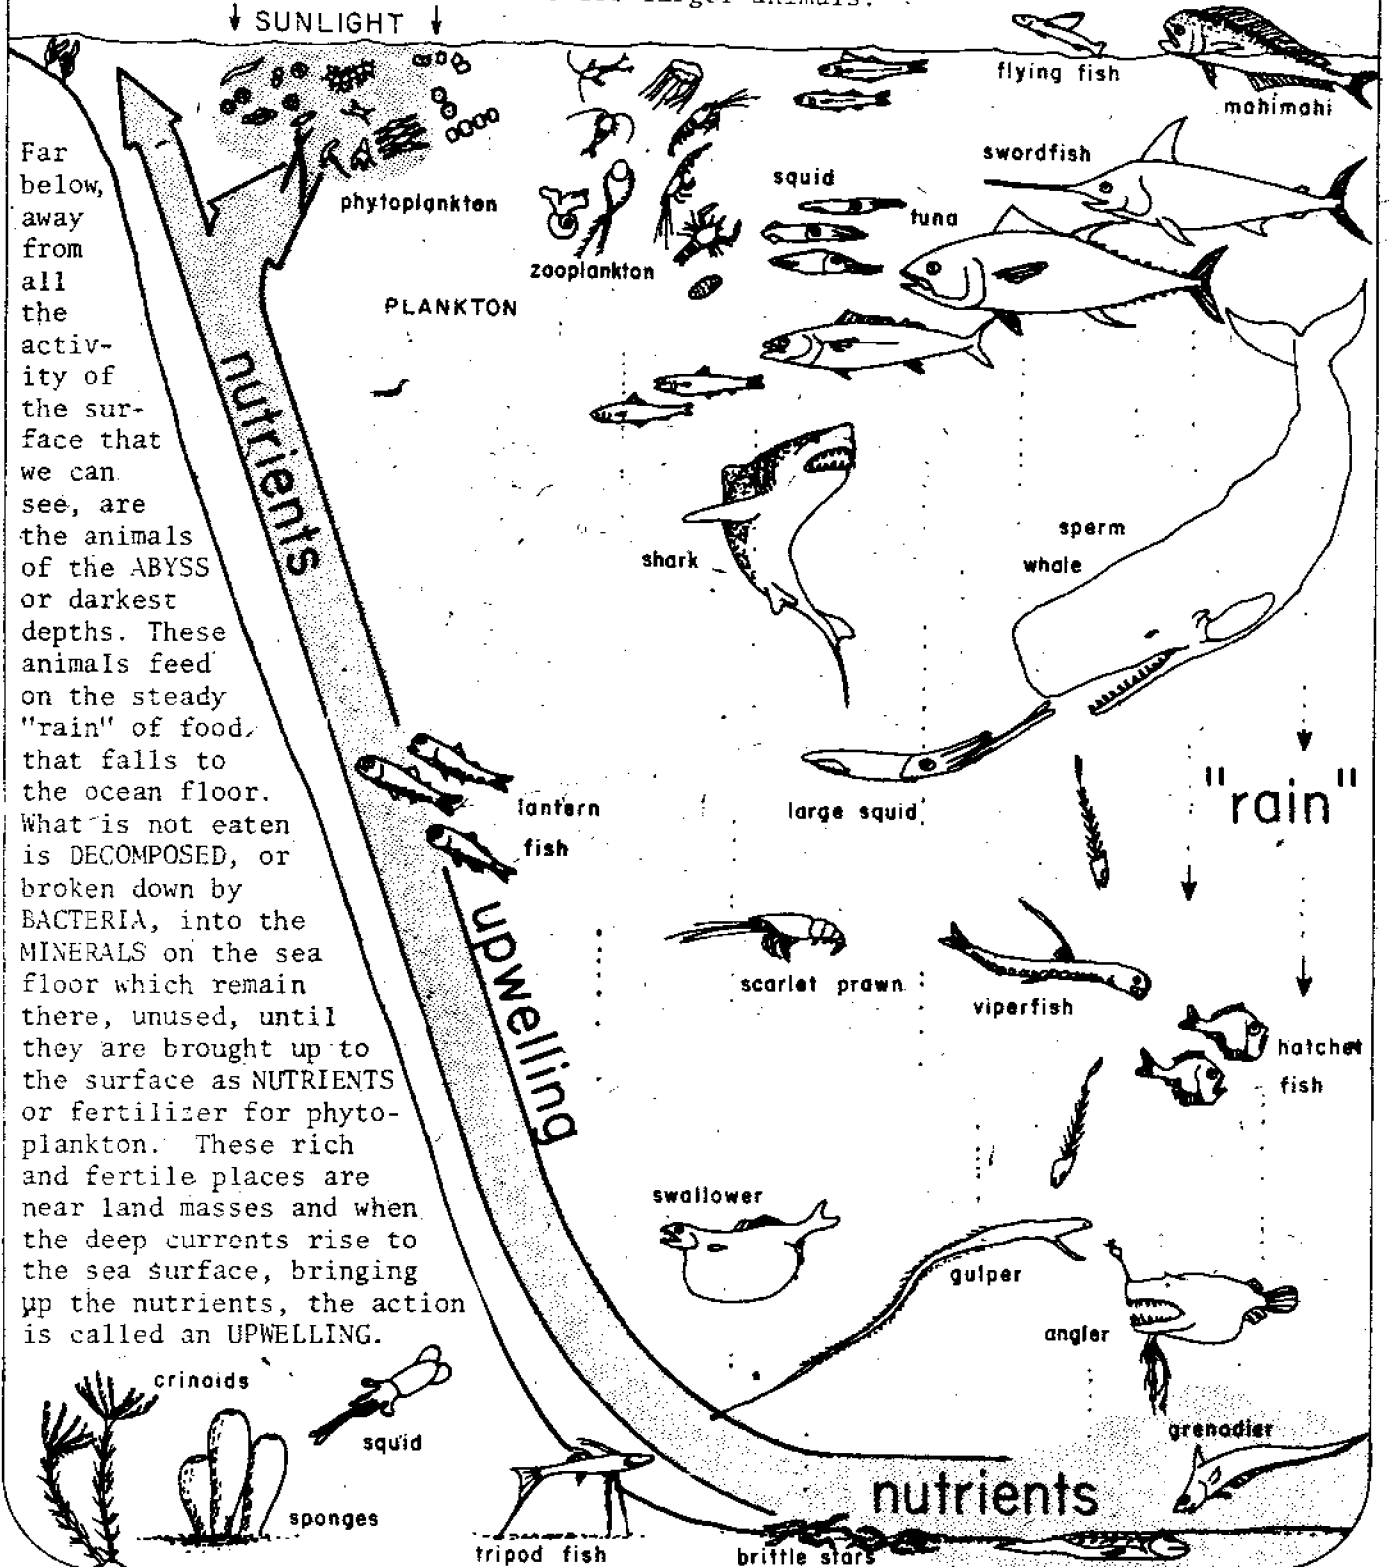 larger animals.
SUNLIGHT
flying fish
mahimahi
swordfish
squid
tuna
phytoplankton
zooplankton
PLANKTON
Far
below,
away
from
all
the
activ-
ity of
the sur-
face that
we can
see, are
the animals
of the ABYSS
or darkest
depths. These
animals feed
on the steady
"rain" of food
that falls to
the ocean floor.
What is not eaten
is DECOMPOSED, or
broken down by
BACTERIA, into the
MINERALS on the sea
floor which remain
there, unused, until
they are brought up to
the surface as NUTRIENTS
or fertilizer for phyto-
plankton. These rich
and fertile places are
near land masses and when
the deep currents rise to
the sea surface, bringing
up the nutrients, the action
is called an UPWELLING.
nutrients
shark
sperm
whale
lantern
fish
large squid
"rain"
upwelling
scarlet prawn
viperfish
hatchet
fish
swallower
gulper
angler
crinoids
squid
sponges
grenadier
nutrients
tripod fish
brittle stars